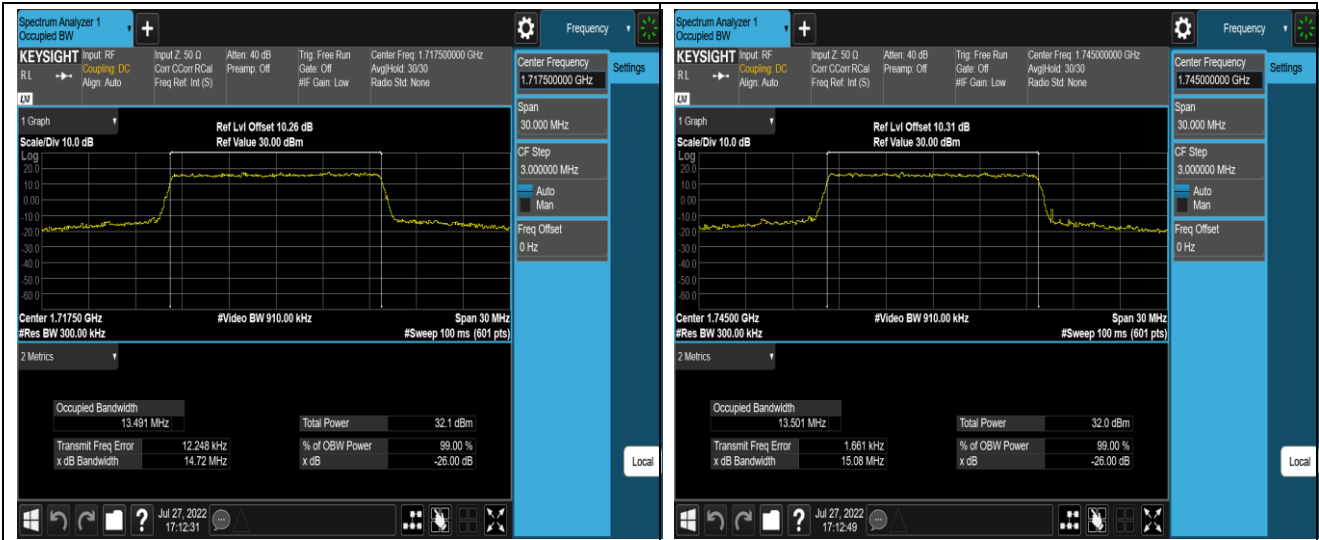 Spectrum Analyzer 1
Occupied BW
Frequency
KEYSIGHT Input: RF Input Z: 50 Ω Atten: 40 dB Trig: Free Run Center Freq: 1.717500000 GHz
RL Coupling: DC Corr CCorr RCal Preamp: Off Gate: Off Avg|Hold: 30/30
Align: Auto Freq Ref: Int (S) #IF Gain: Low Radio Std: None
LXI
Center Frequency
1.717500000 GHz
Settings
Span
30.000 MHz
CF Step
3.000000 MHz
Auto
Man
Freq Offset
0 Hz
Local
1 Graph
Ref Lvl Offset 10.26 dB
Scale/Div 10.0 dB Ref Value 30.00 dBm
Log
20.0
10.0
0.00
-10.0
-20.0
-30.0
-40.0
-50.0
-60.0
Center 1.71750 GHz #Video BW 910.00 kHz Span 30 MHz
#Res BW 300.00 kHz #Sweep 100 ms (601 pts)
2 Metrics
Occupied Bandwidth
13.491 MHz Total Power 32.1 dBm
Transmit Freq Error 12.248 kHz % of OBW Power 99.00 %
x dB Bandwidth 14.72 MHz x dB -26.00 dB
? Jul 27, 2022
17:12:31
Spectrum Analyzer 1
Occupied BW
Frequency
KEYSIGHT Input: RF Input Z: 50 Ω Atten: 40 dB Trig: Free Run Center Freq: 1.745000000 GHz
RL Coupling: DC Corr CCorr RCal Preamp: Off Gate: Off Avg|Hold: 30/30
Align: Auto Freq Ref: Int (S) #IF Gain: Low Radio Std: None
LXI
Center Frequency
1.745000000 GHz
Settings
Span
30.000 MHz
CF Step
3.000000 MHz
Auto
Man
Freq Offset
0 Hz
Local
1 Graph
Ref Lvl Offset 10.31 dB
Scale/Div 10.0 dB Ref Value 30.00 dBm
Log
20.0
10.0
0.00
-10.0
-20.0
-30.0
-40.0
-50.0
-60.0
Center 1.74500 GHz #Video BW 910.00 kHz Span 30 MHz
#Res BW 300.00 kHz #Sweep 100 ms (601 pts)
2 Metrics
Occupied Bandwidth
13.501 MHz Total Power 32.0 dBm
Transmit Freq Error 1.661 kHz % of OBW Power 99.00 %
x dB Bandwidth 15.08 MHz x dB -26.00 dB
? Jul 27, 2022
17:12:49